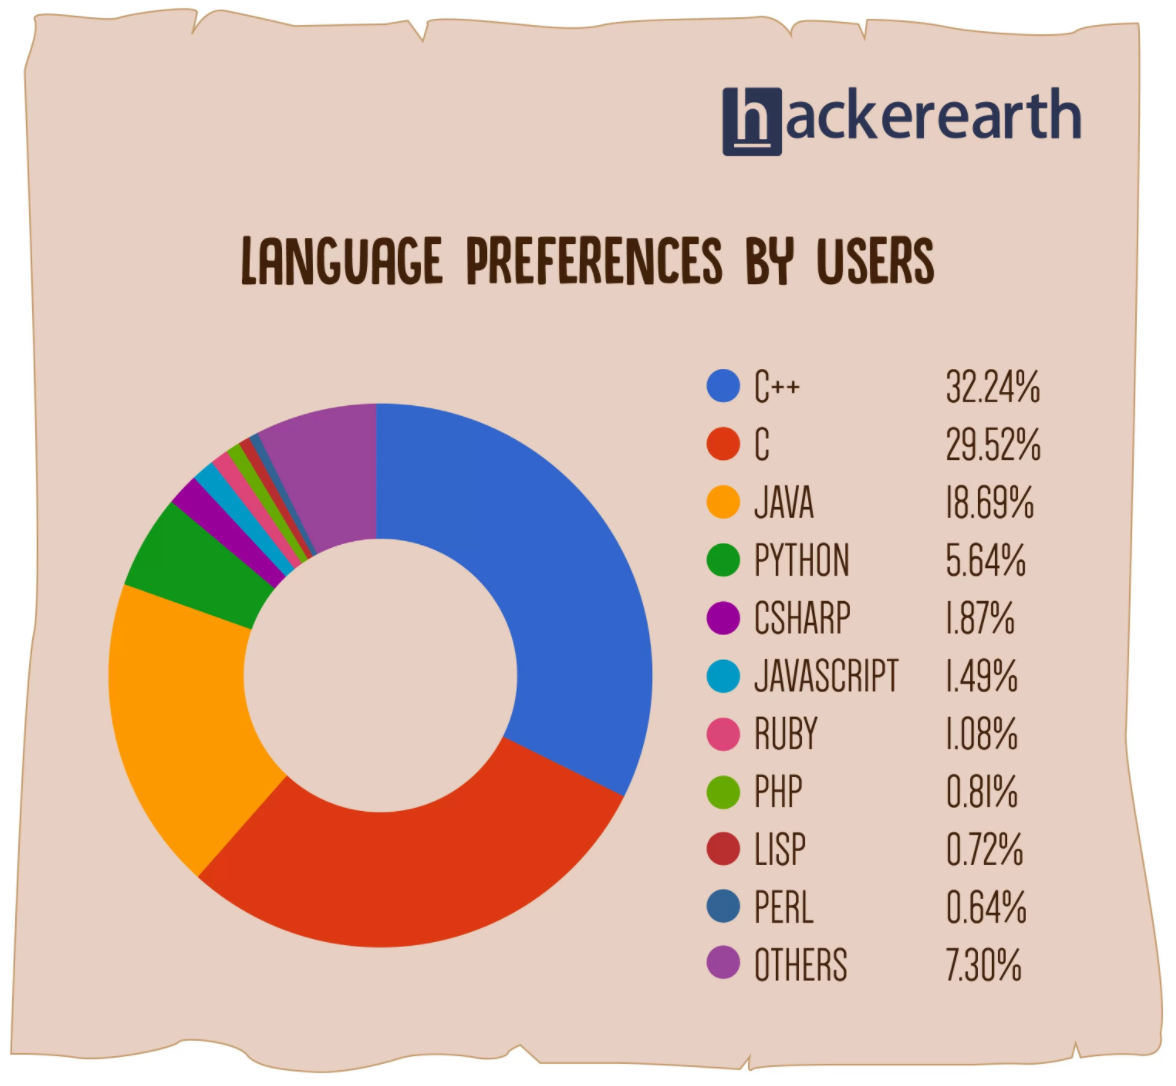 hackerearth
LANGUAGE PREFERENCES BY USERS
C++ 32.24%
C 29.52%
JAVA 18.69%
PYTHON 5.64%
CSHARP 1.87%
JAVASCRIPT 1.49%
RUBY 1.08%
PHP 0.81%
LISP 0.72%
PERL 0.64%
OTHERS 7.30%